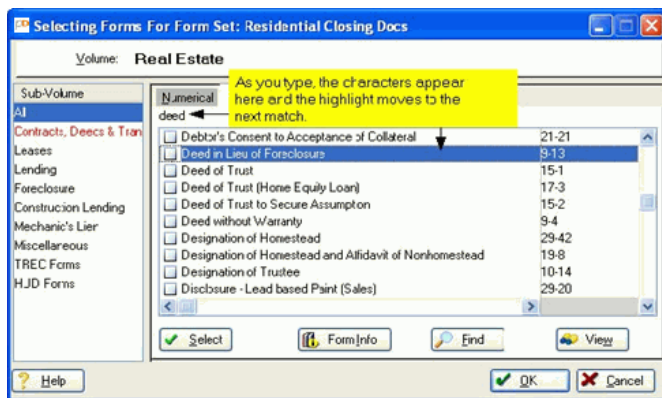 Selecting Forms For Form Set: Residential Closing Docs
Volume: Real Estate
Sub-Volume
All
Contracts, Deeds & Tran
Leases
Lending
Foreclosure
Construction Lending
Mechanic's Lier
Miscellaneous
TREC Forms
HUD Forms
Numerical
As you type, the characters appear
here and the highlight moves to the
next match.
deed
Debtor's Consent to Acceptance of Collateral 21-21
Deed in Lieu of Foreclosure 9-13
Deed of Trust 15-1
Deed of Trust (Home Equity Loan) 17-3
Deed of Trust to Secure Assumption 15-2
Deed without Warranty 9-4
Designation of Homestead 29-42
Designation of Homestead and Affidavit of Nonhomestead 19-8
Designation of Trustee 10-14
Disclosure - Lead based Paint (Sales) 29-20
Select Form Info Find View
Help OK Cancel